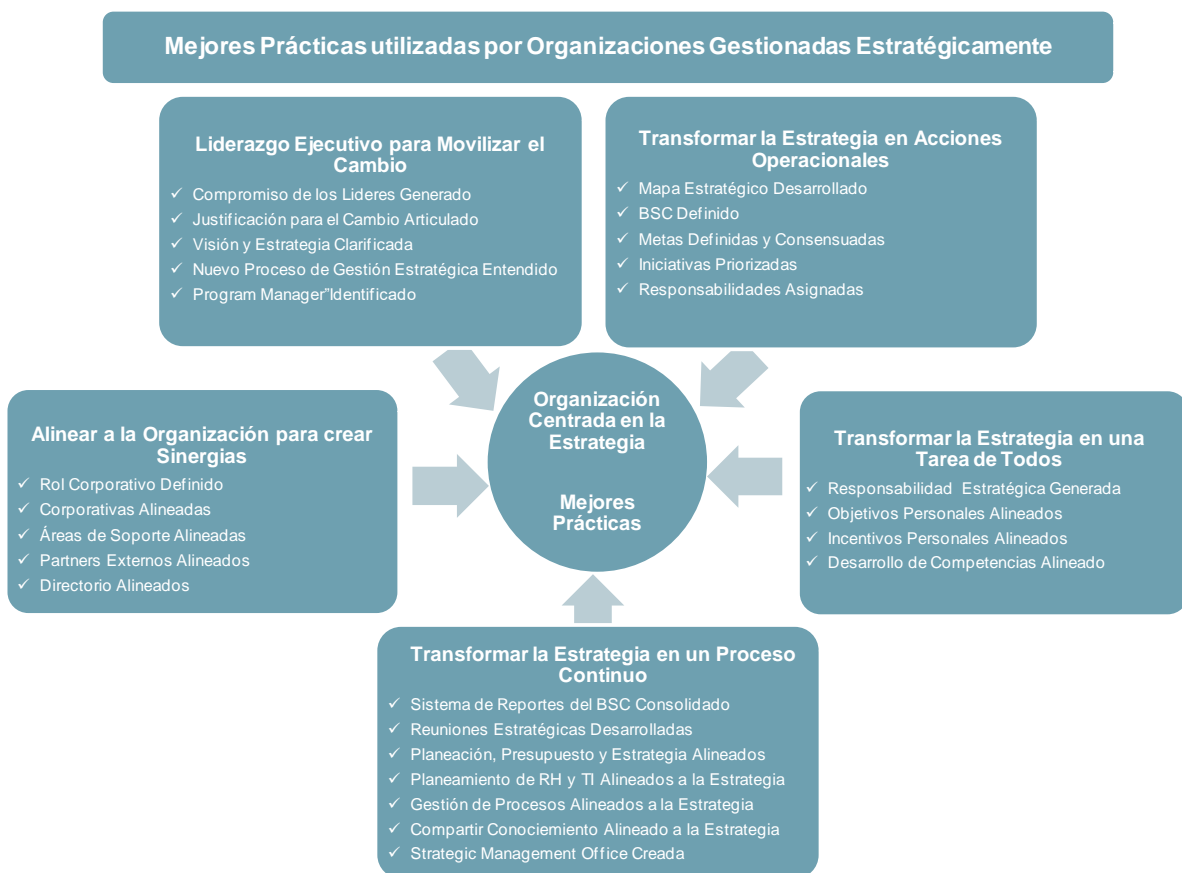 Mejores Prácticas utilizadas por Organizaciones Gestionadas Estratégicamente
Liderazgo Ejecutivo para Movilizar el
Cambio
✓ Compromiso de los Lideres Generado
✓ Justificación para el Cambio Articulado
✓ Visión y Estrategia Clarificada
✓ Nuevo Proceso de Gestión Estratégica Entendido
✓ Program Manager"Identificado
Transformar la Estrategia en Acciones
Operacionales
✓ Mapa Estratégico Desarrollado
✓ BSC Definido
✓ Metas Definidas y Consensuadas
✓ Iniciativas Priorizadas
✓ Responsabilidades Asignadas
Alinear a la Organización para crear
Sinergias
✓ Rol Corporativo Definido
✓ Corporativas Alineadas
✓ Áreas de Soporte Alineadas
✓ Partners Externos Alineados
✓ Directorio Alineados
Organización
Centrada en la
Estrategia
Mejores
Prácticas
Transformar la Estrategia en una
Tarea de Todos
✓ Responsabilidad Estratégica Generada
✓ Objetivos Personales Alineados
✓ Incentivos Personales Alineados
✓ Desarrollo de Competencias Alineado
Transformar la Estrategia en un Proceso
Continuo
✓ Sistema de Reportes del BSC Consolidado
✓ Reuniones Estratégicas Desarrolladas
✓ Planeación, Presupuesto y Estrategia Alineados
✓ Planeamiento de RH y TI Alineados a la Estrategia
✓ Gestión de Procesos Alineados a la Estrategia
✓ Compartir Conociemiento Alineado a la Estrategia
✓ Strategic Management Office Creada